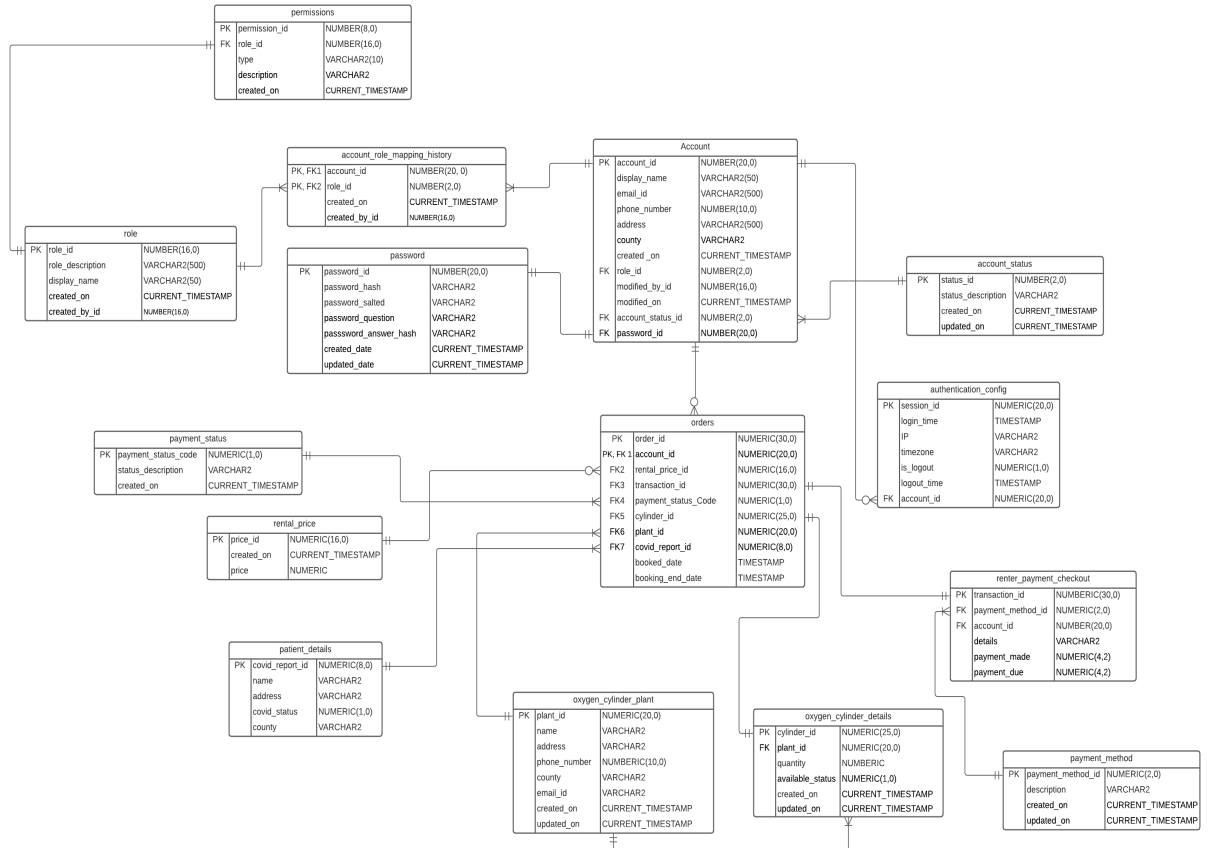 permissions
PK permission_id NUMBER(8,0)
FK role_id NUMBER(16,0)
type VARCHAR2(10)
description VARCHAR2
created_on CURRENT_TIMESTAMP
account_role_mapping_history
PK, FK1 account_id NUMBER(20, 0)
PK, FK2 role_id NUMBER(2,0)
created_on CURRENT_TIMESTAMP
created_by_id NUMBER(16,0)
Account
PK account_id NUMBER(20,0)
display_name VARCHAR2(50)
email_id VARCHAR2(500)
phone_number NUMBER(10,0)
address VARCHAR2(500)
county VARCHAR2
created _on CURRENT_TIMESTAMP
FK role_id NUMBER(2,0)
modified_by_id NUMBER(16,0)
modified_on CURRENT_TIMESTAMP
FK account_status_id NUMBER(2,0)
FK password_id NUMBER(20,0)
role
PK role_id NUMBER(16,0)
role_description VARCHAR2(500)
display_name VARCHAR2(50)
created_on CURRENT_TIMESTAMP
created_by_id NUMBER(16,0)
password
PK password_id NUMBER(20,0)
password_hash VARCHAR2
password_salted VARCHAR2
password_question VARCHAR2
passsword_answer_hash VARCHAR2
created_date CURRENT_TIMESTAMP
updated_date CURRENT_TIMESTAMP
account_status
PK status_id NUMBER(2,0)
status_description VARCHAR2
created_on CURRENT_TIMESTAMP
updated_on CURRENT_TIMESTAMP
authentication_config
PK session_id NUMERIC(20,0)
login_time TIMESTAMP
IP VARCHAR2
timezone VARCHAR2
is_logout NUMERIC(1,0)
logout_time TIMESTAMP
FK account_id NUMERIC(20,0)
orders
PK order_id NUMERIC(30,0)
PK, FK 1 account_id NUMERIC(20,0)
FK2 rental_price_id NUMERIC(16,0)
FK3 transaction_id NUMERIC(30,0)
FK4 payment_status_Code NUMERIC(1,0)
FK5 cylinder_id NUMERIC(25,0)
FK6 plant_id NUMERIC(20,0)
FK7 covid_report_id NUMERIC(8,0)
booked_date TIMESTAMP
booking_end_date TIMESTAMP
payment_status
PK payment_status_code NUMERIC(1,0)
status_description VARCHAR2
created_on CURRENT_TIMESTAMP
rental_price
PK price_id NUMERIC(16,0)
created_on CURRENT_TIMESTAMP
price NUMERIC
renter_payment_checkout
PK transaction_id NUMBERIC(30,0)
FK payment_method_id NUMERIC(2,0)
FK account_id NUMBER(20,0)
details VARCHAR2
payment_made NUMERIC(4,2)
payment_due NUMERIC(4,2)
patient_details
PK covid_report_id NUMERIC(8,0)
name VARCHAR2
address VARCHAR2
covid_status NUMERIC(1,0)
county VARCHAR2
oxygen_cylinder_plant
PK plant_id NUMERIC(20,0)
name VARCHAR2
address VARCHAR2
phone_number NUMBERIC(10,0)
county VARCHAR2
email_id VARCHAR2
created_on CURRENT_TIMESTAMP
updated_on CURRENT_TIMESTAMP
oxygen_cylinder_details
PK cylinder_id NUMERIC(25,0)
FK plant_id NUMERIC(20,0)
quantity NUMBERIC
available_status NUMERIC(1,0)
created_on CURRENT_TIMESTAMP
updated_on CURRENT_TIMESTAMP
payment_method
PK payment_method_id NUMERIC(2,0)
description VARCHAR2
created_on CURRENT_TIMESTAMP
updated_on CURRENT_TIMESTAMP